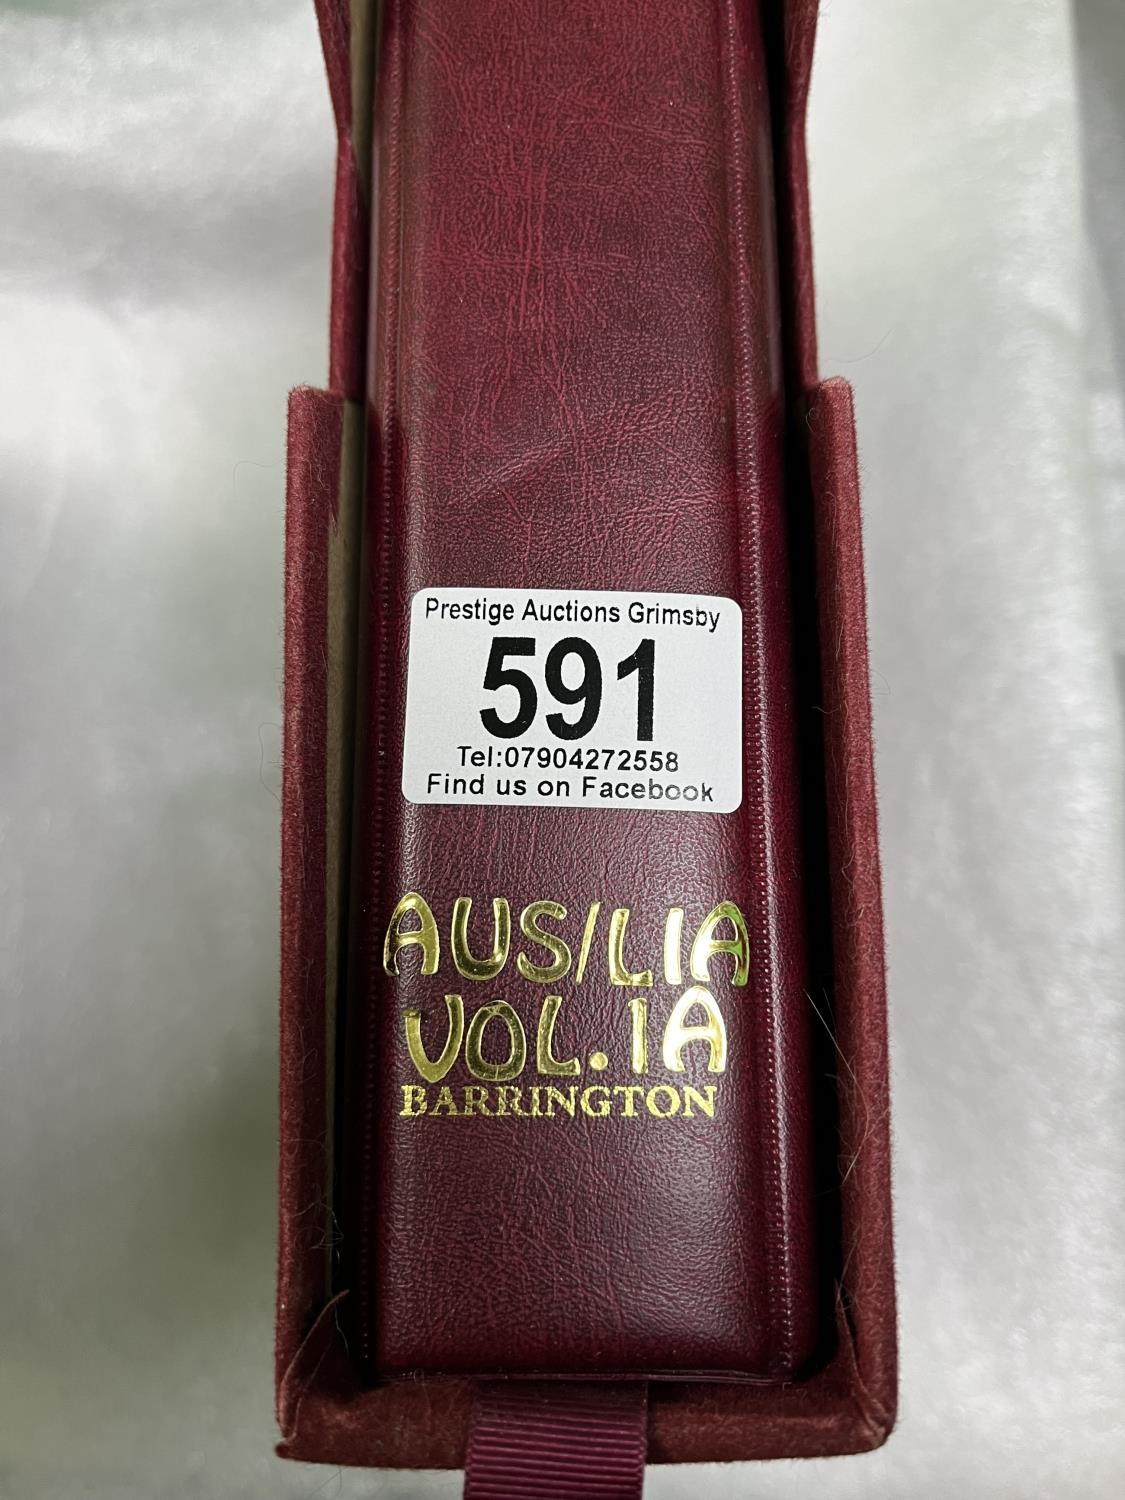 Prestige Auctions Grimsby
591
Tel:07904272558
Find us on Facebook
AUS/LIA
VOL.1A
BARRINGTON